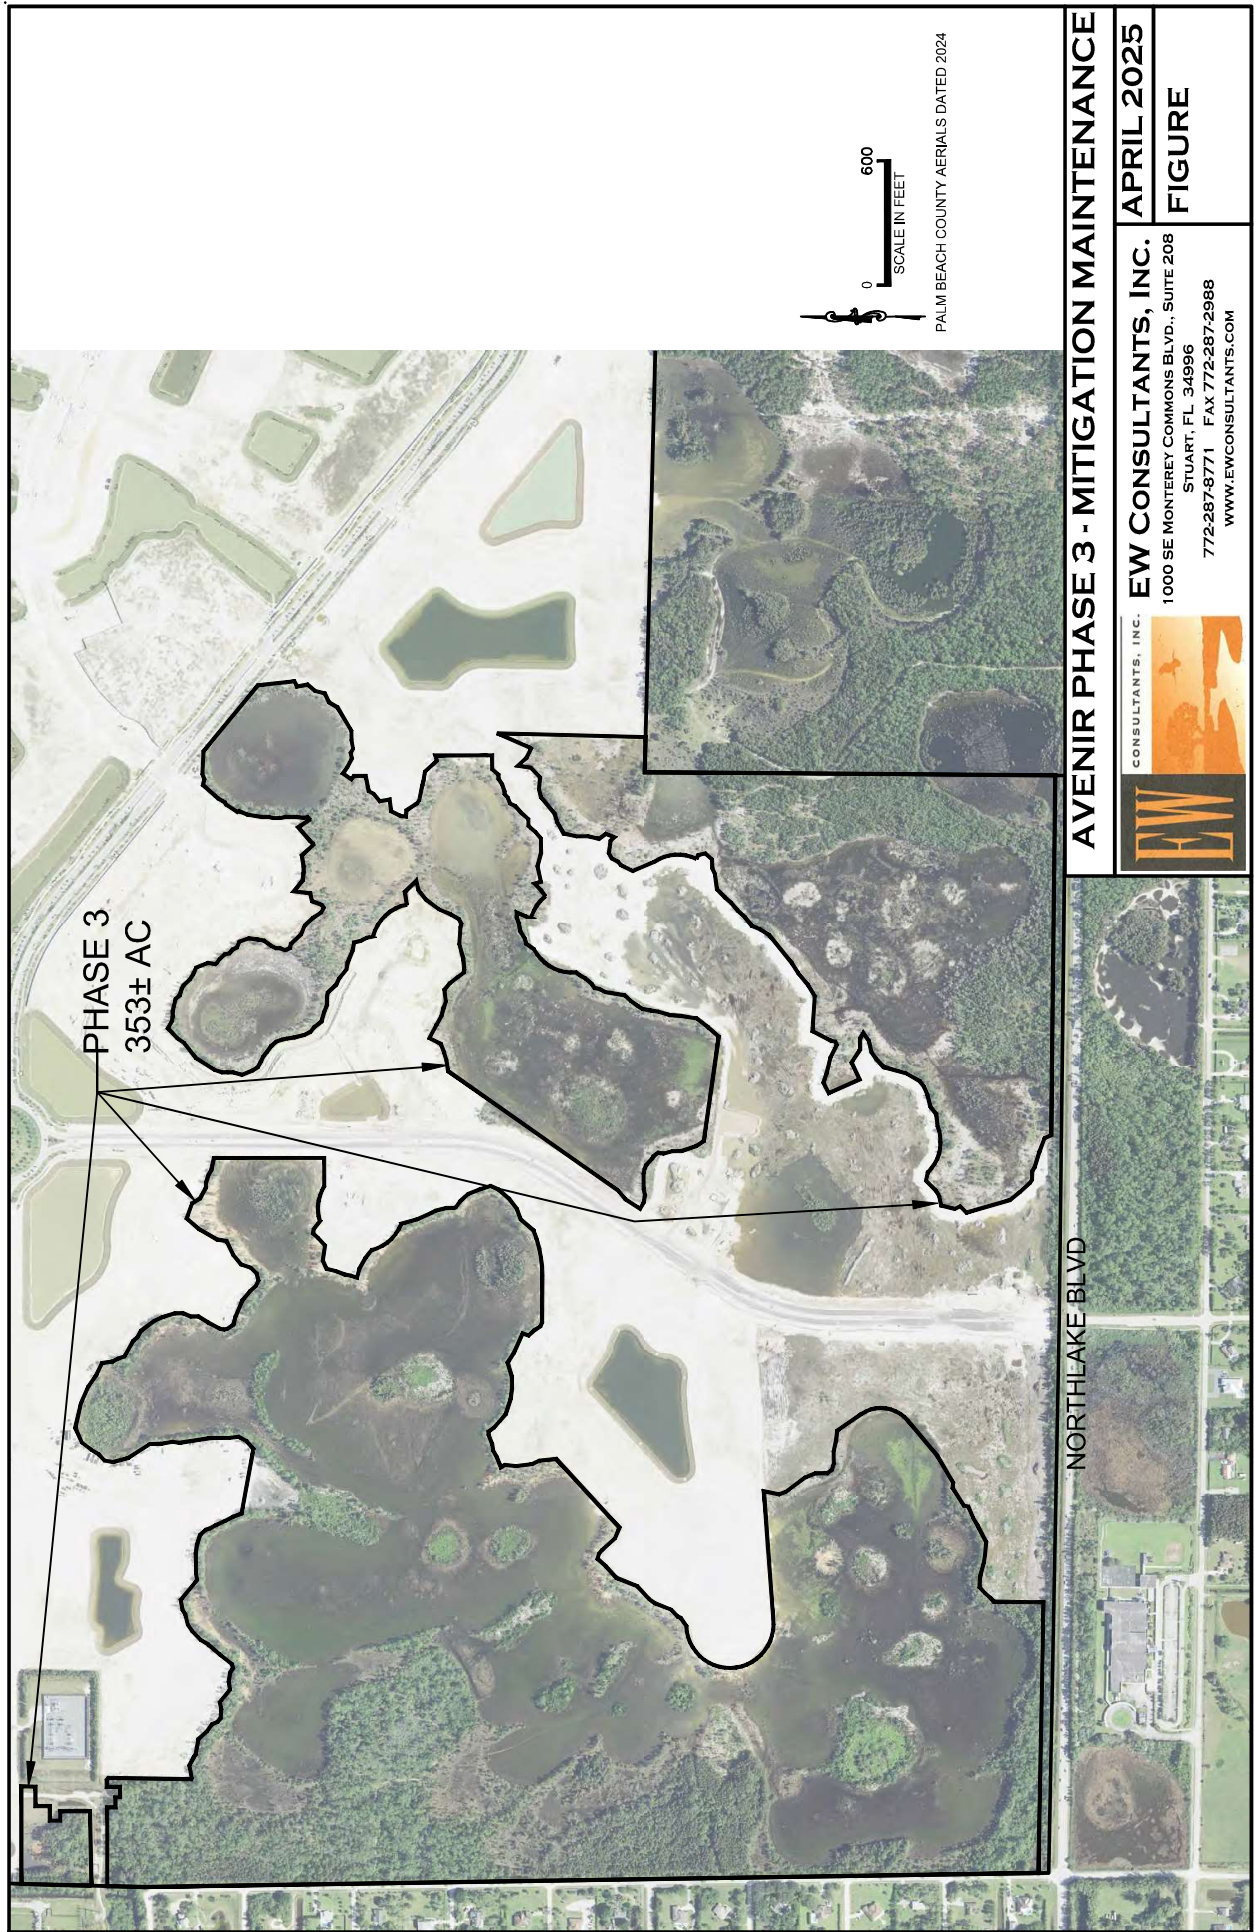 PHASE 3
353± AC
NORTHLAKE BLVD
0 600
SCALE IN FEET
PALM BEACH COUNTY AERIALS DATED 2024
AVENIR PHASE 3 - MITIGATION MAINTENANCE
CONSULTANTS, INC.
EW
EW CONSULTANTS, INC.
1000 SE MONTEREY COMMONS BLVD., SUITE 208
STUART, FL 34996
772-287-8771 FAX 772-287-2988
WWW.EWCONSULTANTS.COM
APRIL 2025
FIGURE